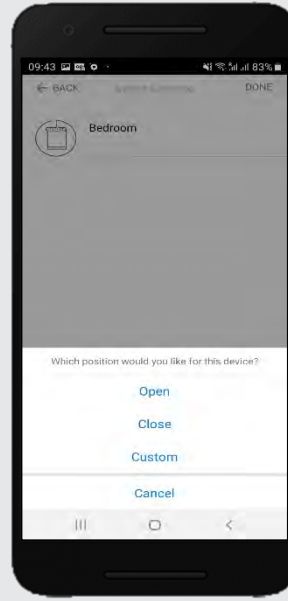 09:43 83%
BACK DONE
Bedroom
Which position would you like for this device?
Open
Close
Custom
Cancel